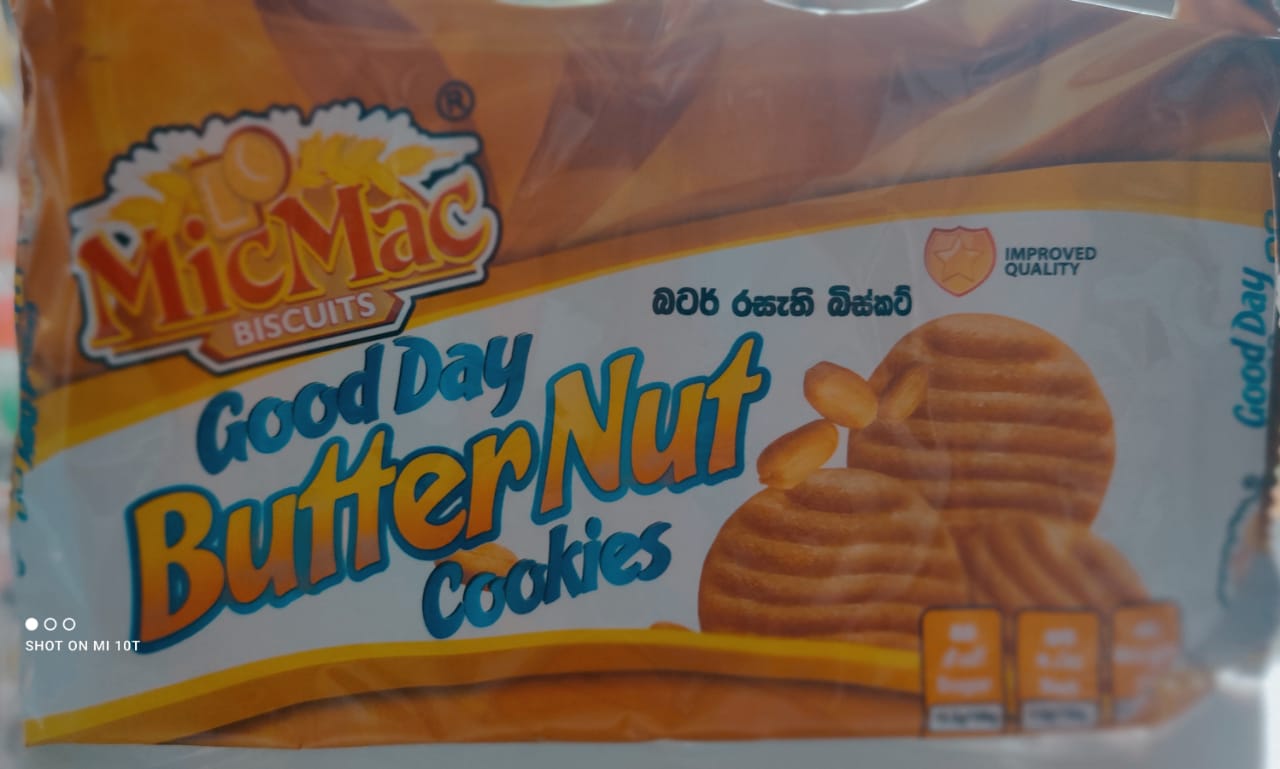 ®
MicMac
BISCUITS
IMPROVED
QUALITY
බටර් රසැති බිස්කට්
Good Day
ButterNut
Cookies
Good Day
SHOT ON MI 10T